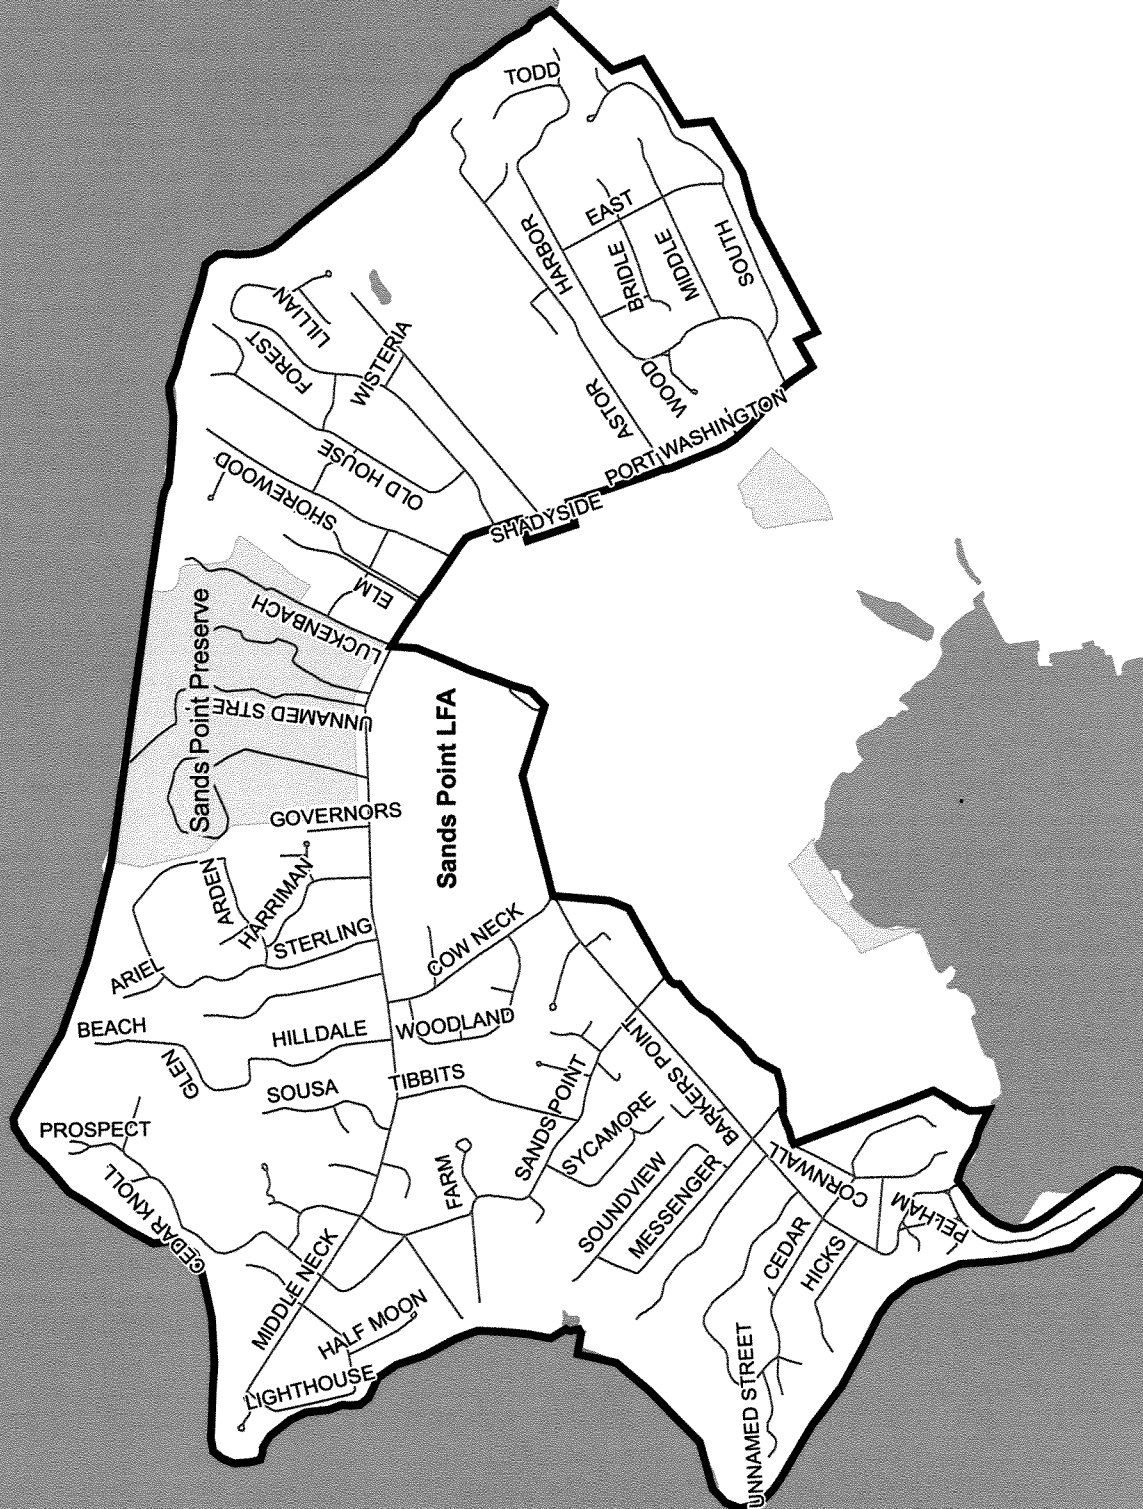 TODD
EAST
HARBOR
BRIDLE
MIDDLE
SOUTH
LILLIAN
FOREST
WISTERIA
ASTOR
WOOD
PORT WASHINGTON
OLD HOUSE
SHOREWOOD
SHADYSIDE
ELM
LUCKENBACH
Sands Point Preserve
UNNAMED STRE
Sands Point LFA
GOVERNORS
ARDEN
HARRIMAN
STERLING
COW NECK
ARIEL
BEACH
HILLDALE
WOODLAND
GLEN
SOUSA
TIBBITS
BARKERS POINT
SANDS POINT
PROSPECT
SYCAMORE
CEDAR KNOLL
FARM
SOUNDVIEW
MESSENGER
CORNWALL
PELHAM
MIDDLE NECK
CEDAR
HICKS
HALF MOON
LIGHTHOUSE
UNNAMED STREET